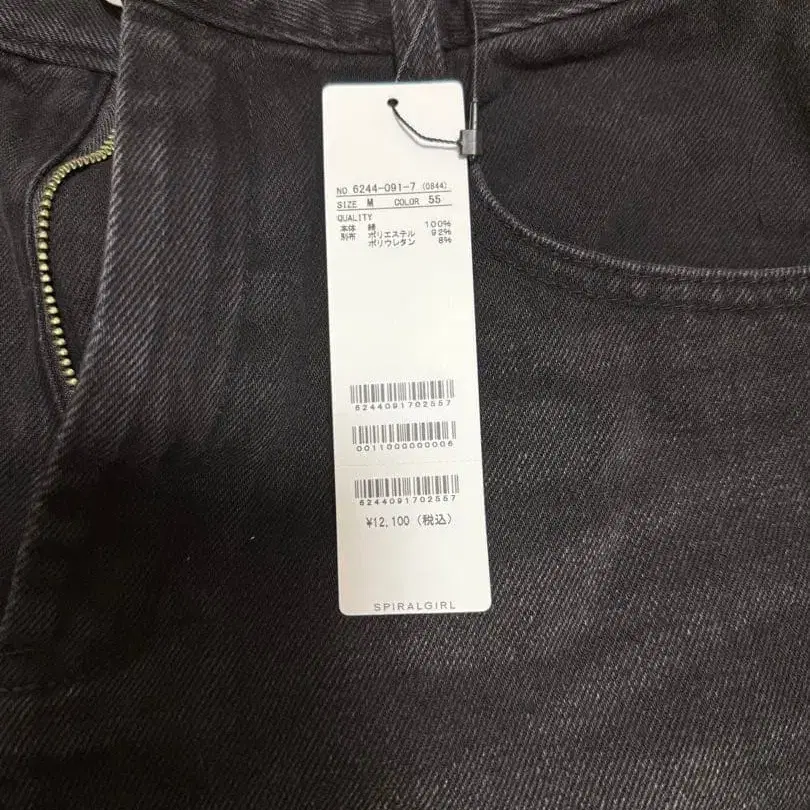 NO 6244-091-7 (0844)
SIZE M COLOR 55
QUALITY
本体 綿 100%
別布 ポリエステル 92%
ポリウレタン 8%
6244091702557
0011000000006
6244091702557
¥12,100 (税込)
SPIRALGIRL